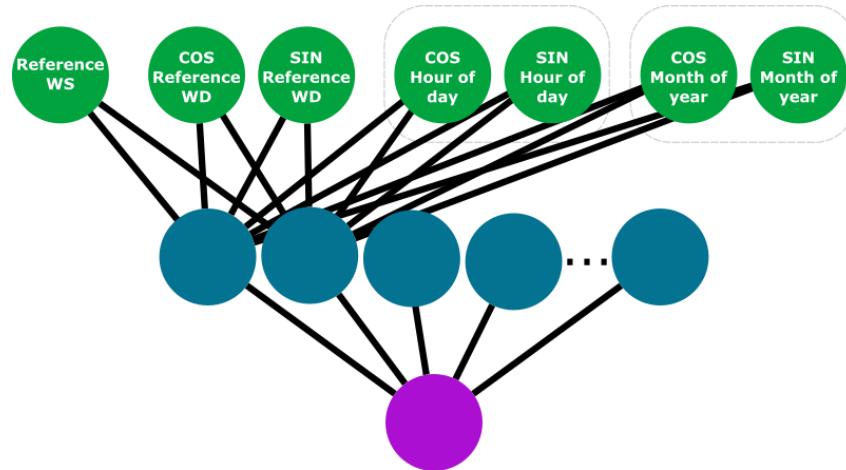 Reference
WS
COS
Reference
WD
SIN
Reference
WD
COS
Hour of
day
SIN
Hour of
day
COS
Month of
year
SIN
Month of
year
...